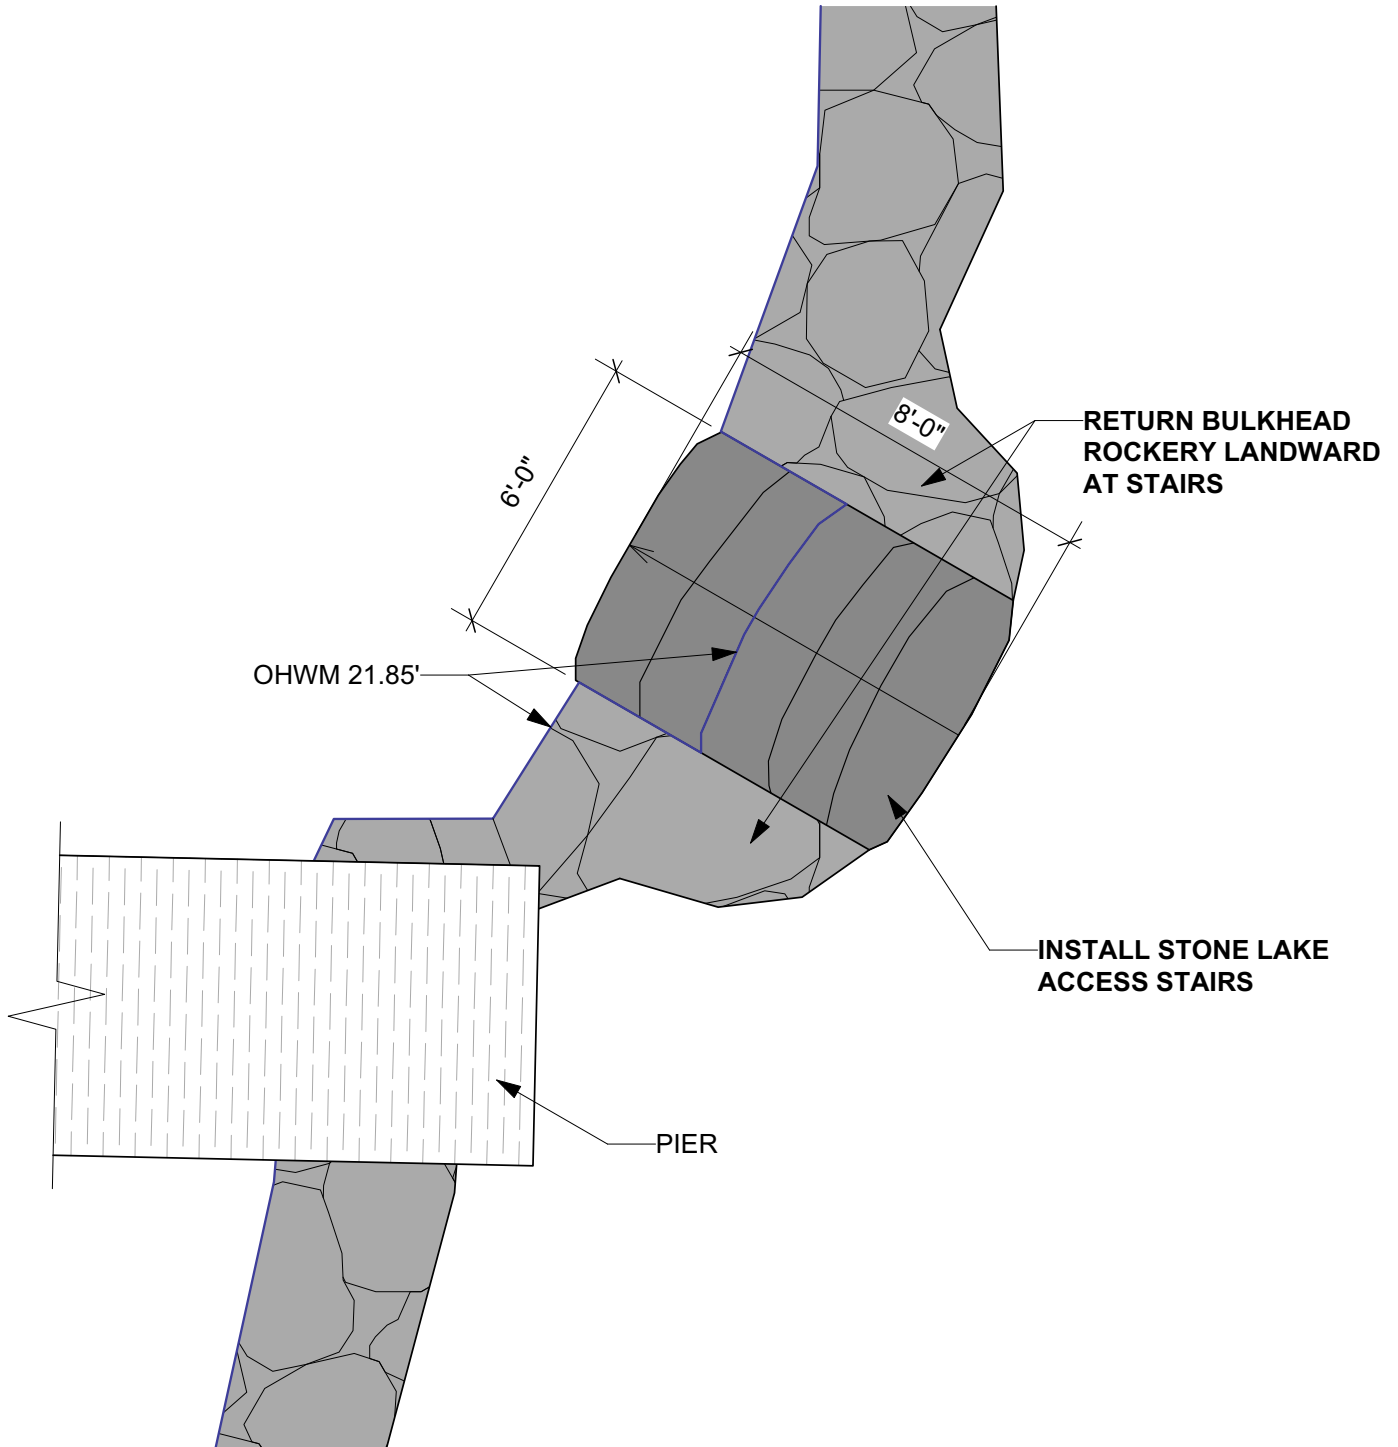 8'-0"
RETURN BULKHEAD
ROCKERY LANDWARD
AT STAIRS
6'-0"
OHWM 21.85'
INSTALL STONE LAKE
ACCESS STAIRS
PIER